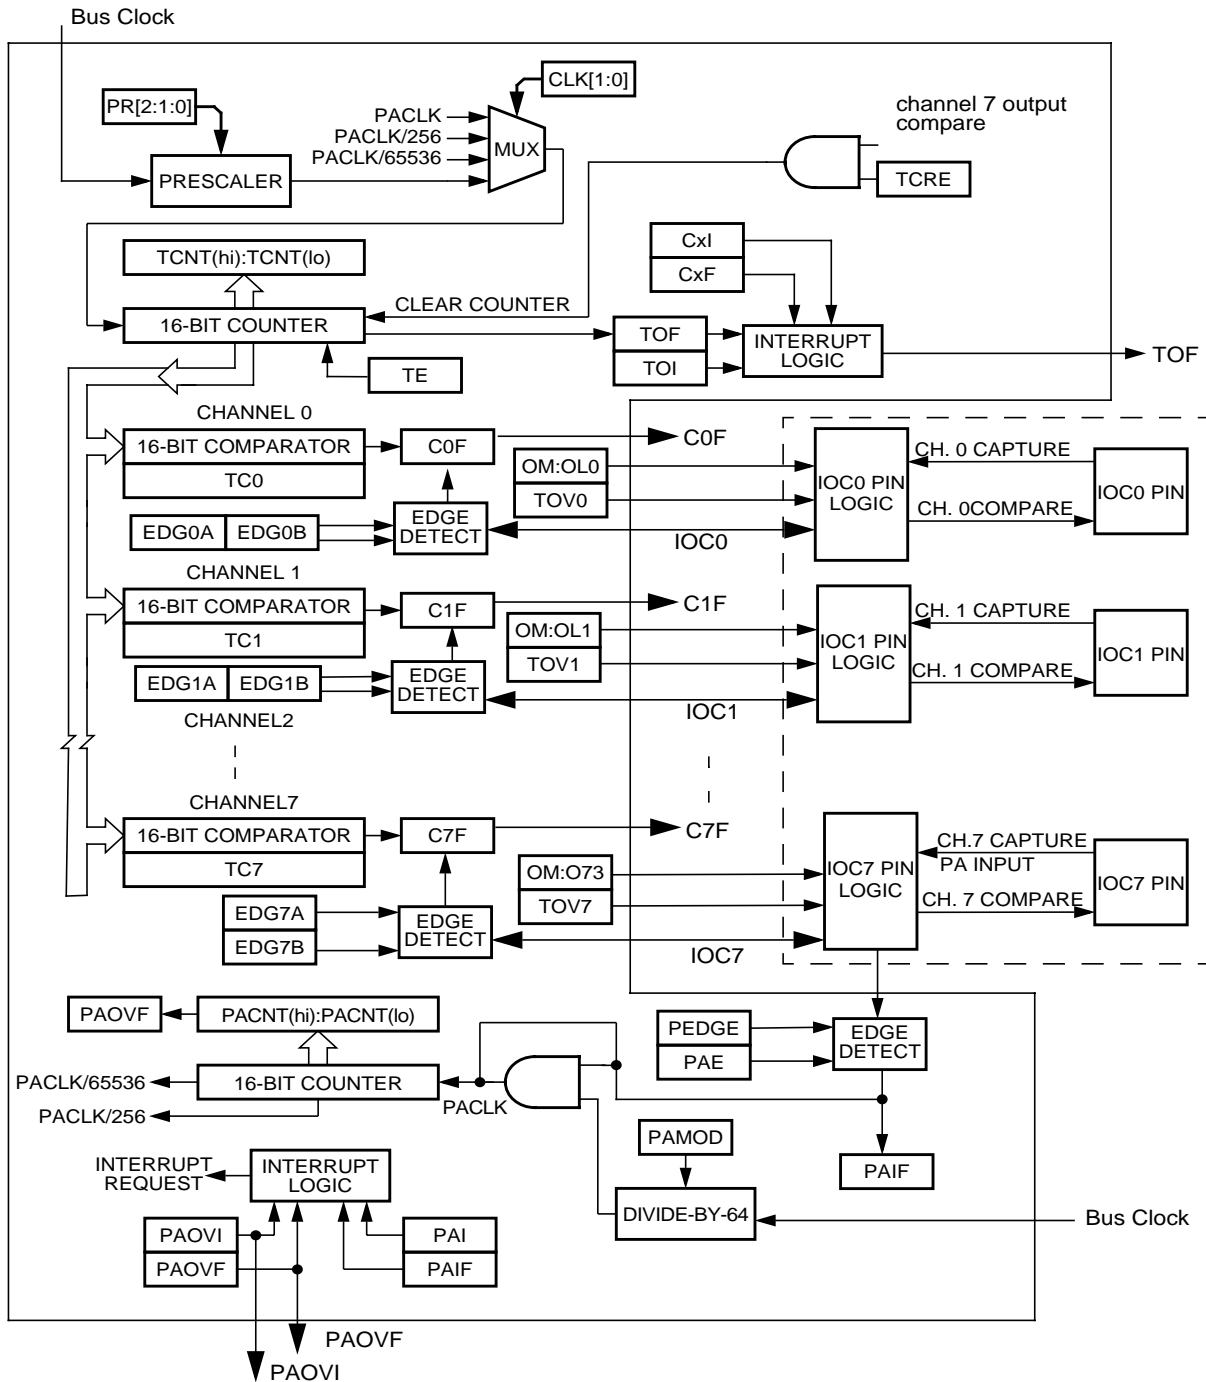 Bus Clock
CLK[1:0]
PR[2:1:0]
channel 7 output
compare
PACLK
PACLK/256
PACLK/65536
MUX
PRESCALER
TCRE
CxI
CxF
TCNT(hi):TCNT(lo)
CLEAR COUNTER
16-BIT COUNTER
TOF
TOI
INTERRUPT
LOGIC
TOF
TE
CHANNEL 0
16-BIT COMPARATOR
TC0
C0F
C0F
OM:OL0
TOV0
EDGE
DETECT
EDG0A
EDG0B
IOC0
IOC0 PIN
LOGIC
CH. 0 CAPTURE
CH. 0COMPARE
IOC0 PIN
CHANNEL 1
16-BIT COMPARATOR
TC1
C1F
C1F
OM:OL1
TOV1
EDGE
DETECT
EDG1A
EDG1B
IOC1
IOC1 PIN
LOGIC
CH. 1 CAPTURE
CH. 1 COMPARE
IOC1 PIN
CHANNEL2
CHANNEL7
16-BIT COMPARATOR
TC7
C7F
C7F
OM:O73
TOV7
EDG7A
EDG7B
EDGE
DETECT
IOC7
IOC7 PIN
LOGIC
CH.7 CAPTURE
PA INPUT
CH. 7 COMPARE
IOC7 PIN
PAOVF
PACNT(hi):PACNT(lo)
PEDGE
PAE
EDGE
DETECT
PACLK/65536
16-BIT COUNTER
PACLK
PACLK/256
PAMOD
PAIF
INTERRUPT
REQUEST
INTERRUPT
LOGIC
DIVIDE-BY-64
Bus Clock
PAOVI
PAOVF
PAI
PAIF
PAOVF
PAOVI